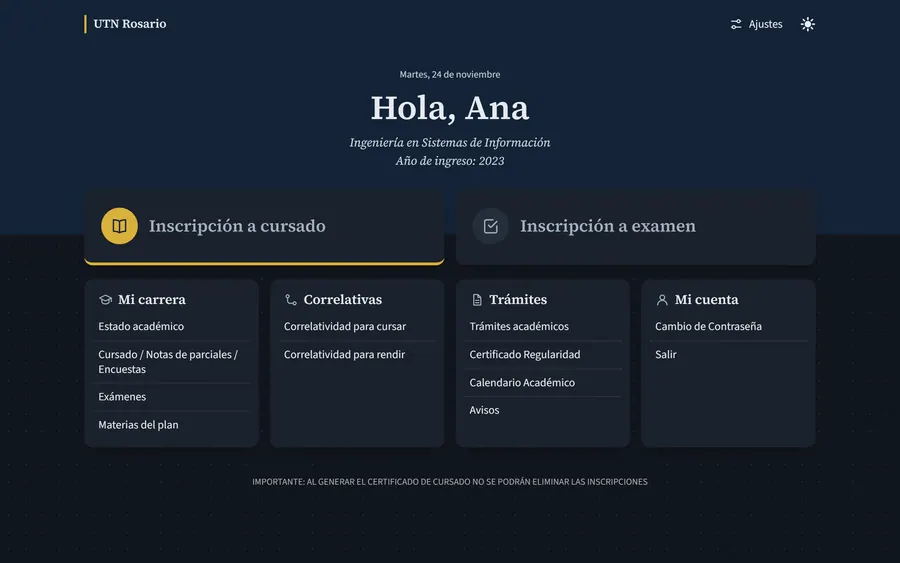 UTN Rosario
Ajustes
Martes, 24 de noviembre
Hola, Ana
Ingeniería en Sistemas de Información
Año de ingreso: 2023
Inscripción a cursado
Inscripción a examen
Mi carrera
Estado académico
Cursado / Notas de parciales /
Encuestas
Exámenes
Materias del plan
Correlativas
Correlatividad para cursar
Correlatividad para rendir
Trámites
Trámites académicos
Certificado Regularidad
Calendario Académico
Avisos
Mi cuenta
Cambio de Contraseña
Salir
IMPORTANTE: AL GENERAR EL CERTIFICADO DE CURSADO NO SE PODRÁN ELIMINAR LAS INSCRIPCIONES